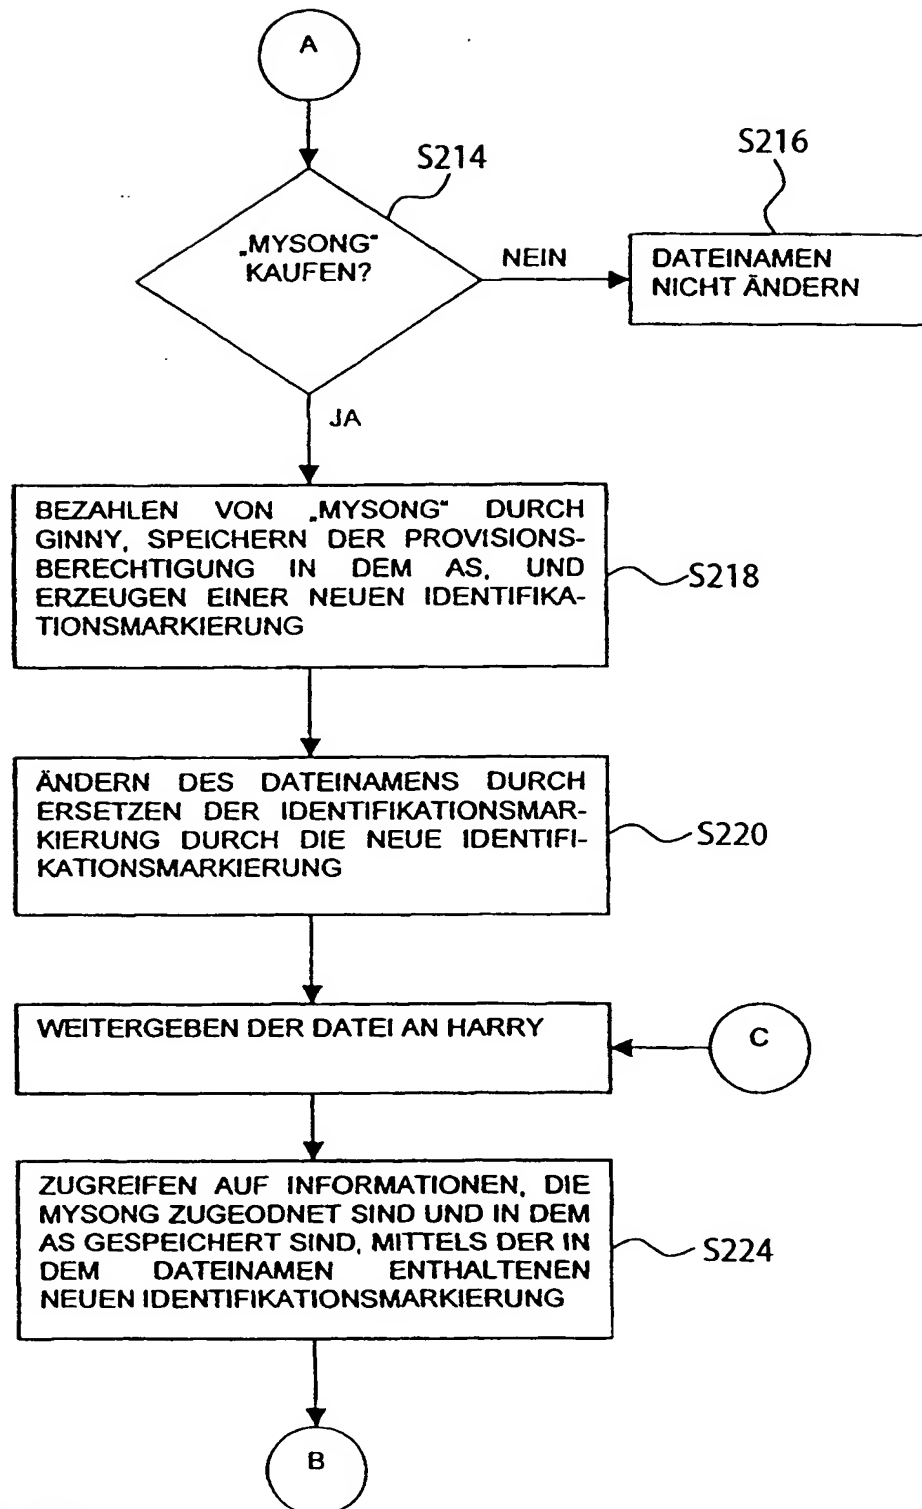 A
S214
S216
„MYSONG“
KAUFEN?
NEIN
DATEINAMEN
NICHT ÄNDERN
JA
BEZAHLEN VON „MYSONG“ DURCH
GINNY, SPEICHERN DER PROVISIONS-
BERECHTIGUNG IN DEM AS, UND
ERZEUGEN EINER NEUEN IDENTIFIKA-
TIONSMARKIERUNG
S218
ÄNDERN DES DATEINAMENS DURCH
ERSETZEN DER IDENTIFIKATIONSMAR-
KIERUNG DURCH DIE NEUE IDENTIFI-
KATIONSMARKIERUNG
S220
WEITERGEBEN DER DATEI AN HARRY
C
ZUGREIFEN AUF INFORMATIONEN, DIE
MYSONG ZUGEODNET SIND UND IN DEM
AS GESPEICHERT SIND, MITTELS DER IN
DEM DATEINAMEN ENTHALTENEN
NEUEN IDENTIFIKATIONSMARKIERUNG
S224
B